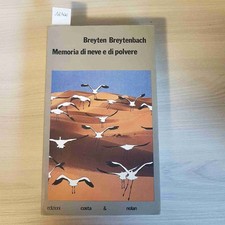 Breyten Breytenbach
Memoria di neve e di polvere
edizioni costa & nolan